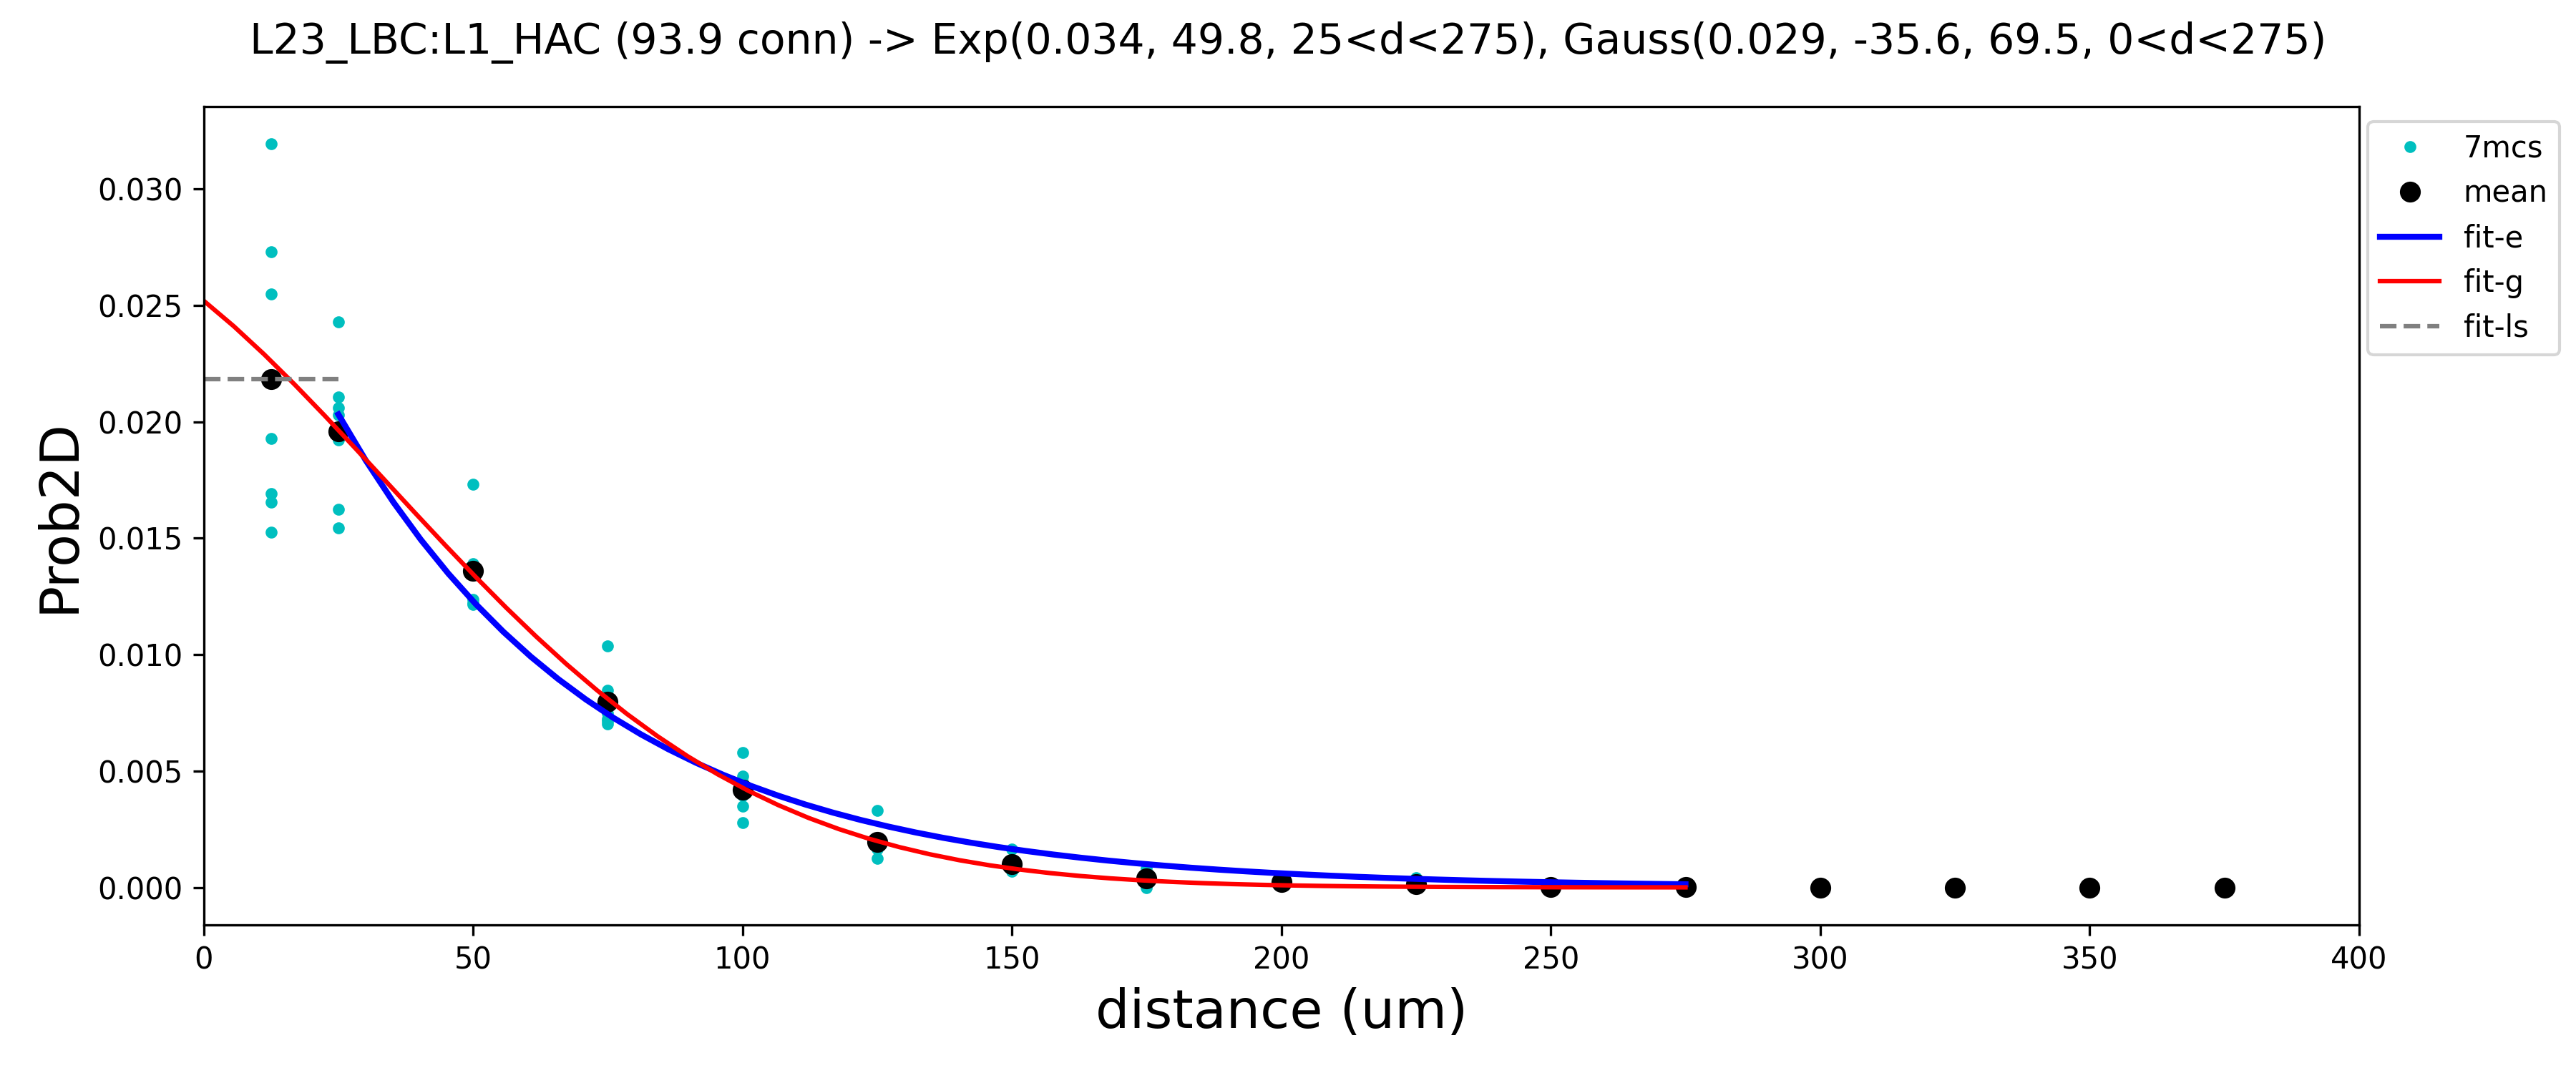 L23_LBC:L1_HAC (93.9 conn) -> Exp(0.034, 49.8, 25<d<275), Gauss(0.029, -35.6, 69.5, 0<d<275)
7mcs
mean
fit-e
fit-g
fit-ls
Prob2D
0.030
0.025
0.020
0.015
0.010
0.005
0.000
0 50 100 150 200 250 300 350 400
distance (um)